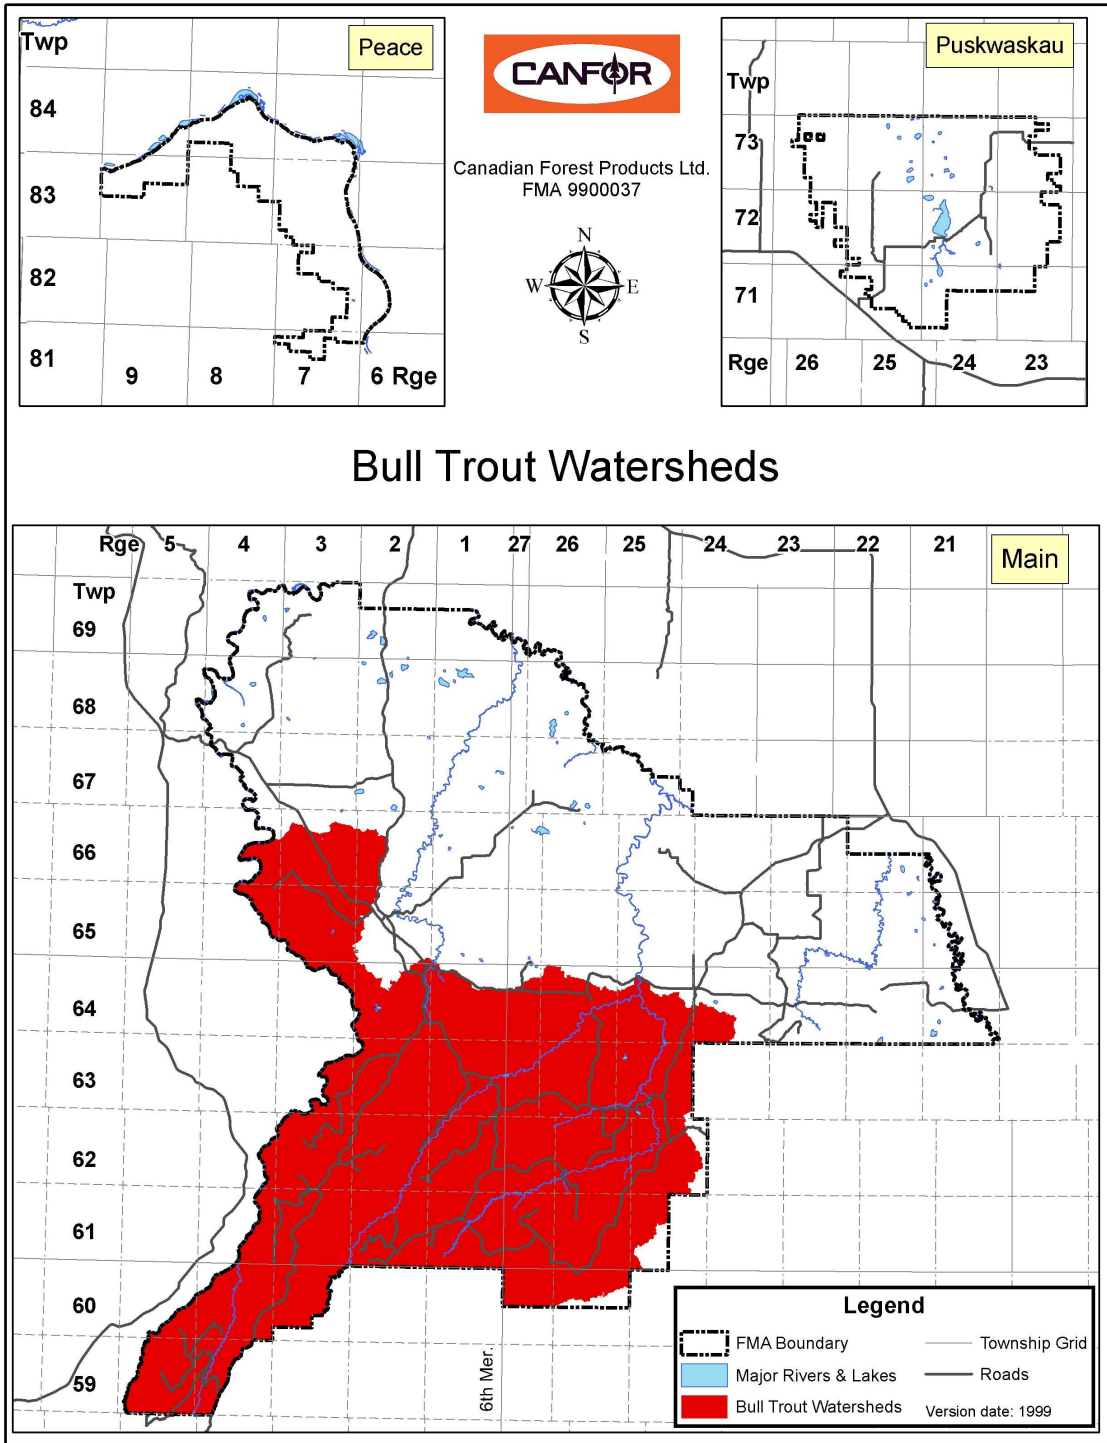 Twp
Peace
84
83
82
81
9 8 7 6 Rge
CANFOR
Canadian Forest Products Ltd.
FMA 9900037
N
W E
S
Puskwaskau
Twp
73
72
71
Rge 26 25 24 23
Bull Trout Watersheds
Rge 5 4 3 2 1 27 26 25 24 23 22 21
Main
Twp
69
68
67
66
65
64
63
62
61
60
59
6th Mer.
Legend
FMA Boundary
Township Grid
Major Rivers & Lakes
Roads
Bull Trout Watersheds
Version date: 1999